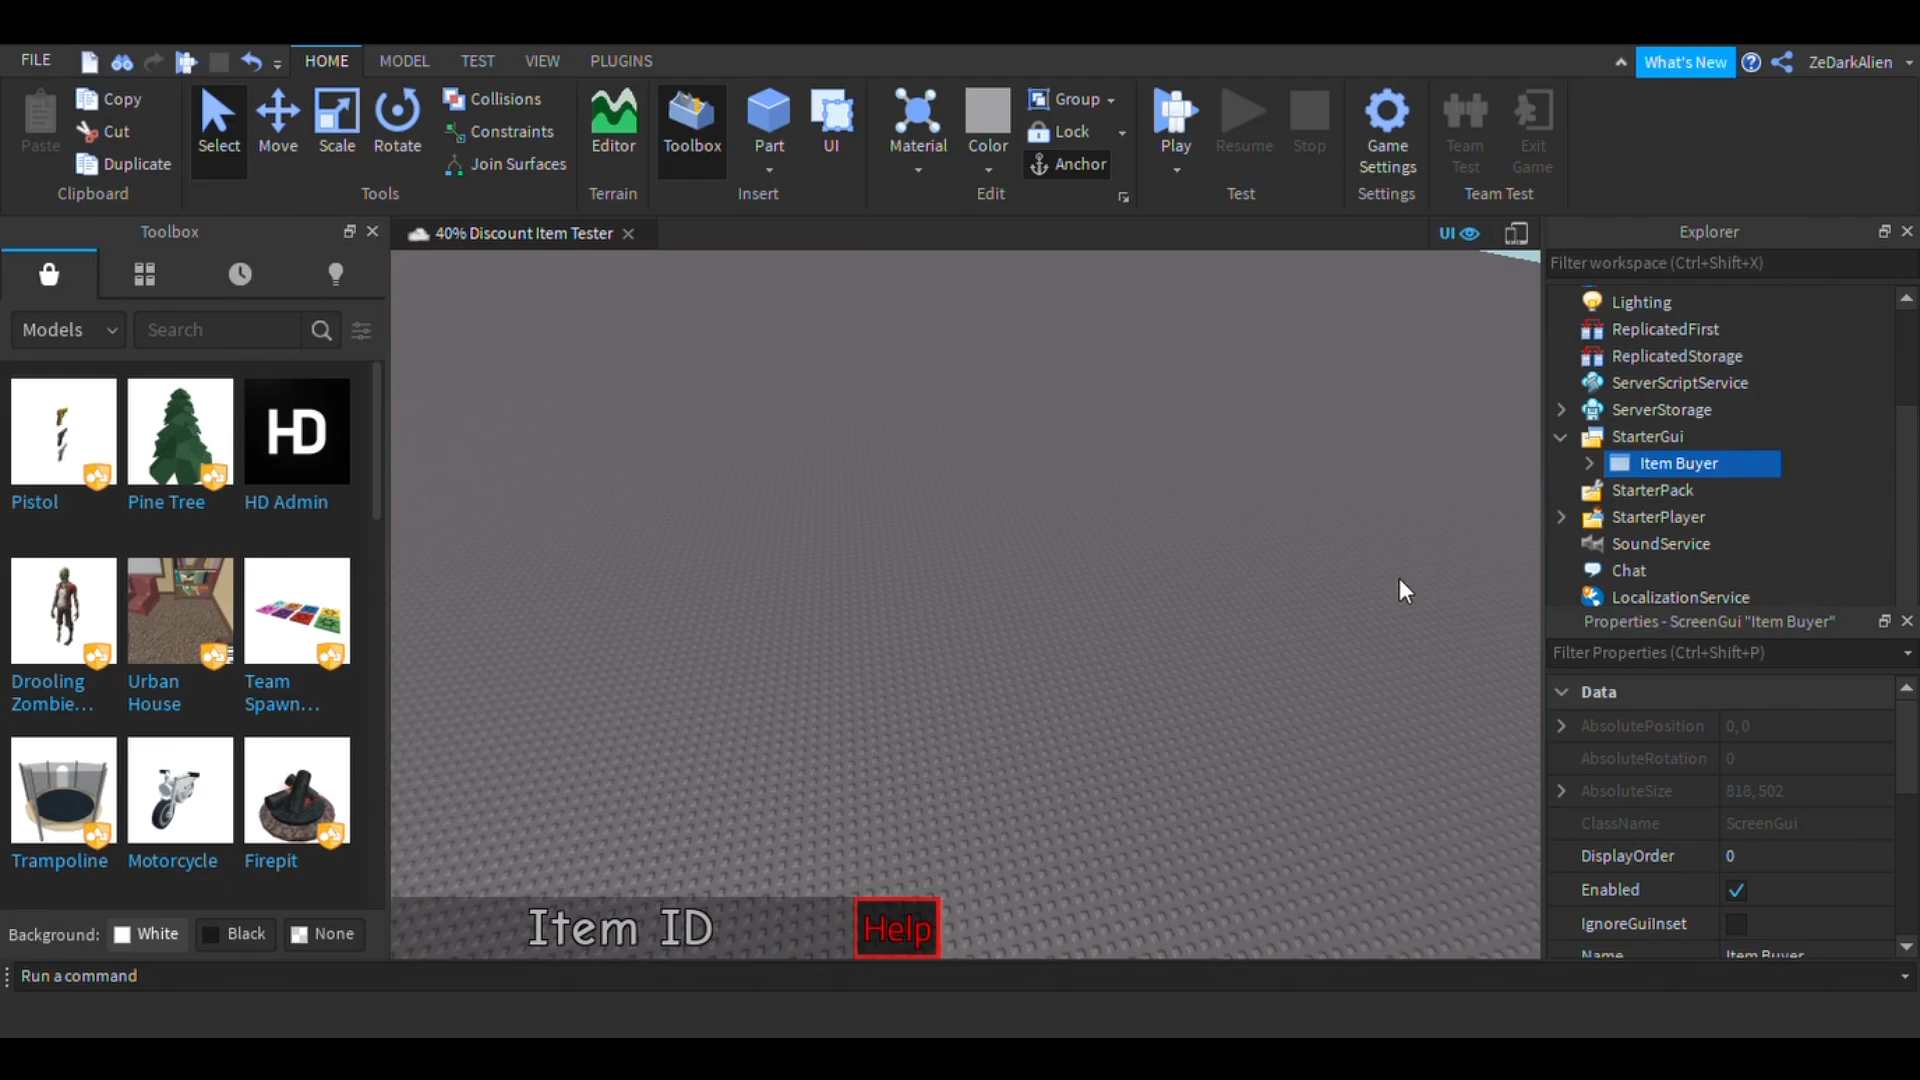 FILE
HOME
MODEL
TEST
VIEW
PLUGINS
What's New
ZeDarkAlien
Paste
Copy
Cut
Duplicate
Clipboard
Select
Move
Scale
Rotate
Collisions
Constraints
Join Surfaces
Tools
Editor
Terrain
Toolbox
Part
UI
Insert
Material
Color
Group
Lock
Anchor
Edit
Play
Resume
Stop
Test
Game
Settings
Settings
Team
Test
Exit
Game
Team Test
Toolbox
Models
Search
Pistol
Pine Tree
HD
HD Admin
Drooling
Zombie...
Urban
House
Team
Spawn...
Trampoline
Motorcycle
Firepit
Background:
White
Black
None
40% Discount Item Tester
UI
Item ID
Help
Explorer
Filter workspace (Ctrl+Shift+X)
Lighting
ReplicatedFirst
ReplicatedStorage
ServerScriptService
ServerStorage
StarterGui
Item Buyer
StarterPack
StarterPlayer
SoundService
Chat
LocalizationService
Properties - ScreenGui "Item Buyer"
Filter Properties (Ctrl+Shift+P)
Data
AbsolutePosition 0, 0
AbsoluteRotation 0
AbsoluteSize 818, 502
ClassName ScreenGui
DisplayOrder 0
Enabled
IgnoreGuiInset
Name Item Buyer
Run a command